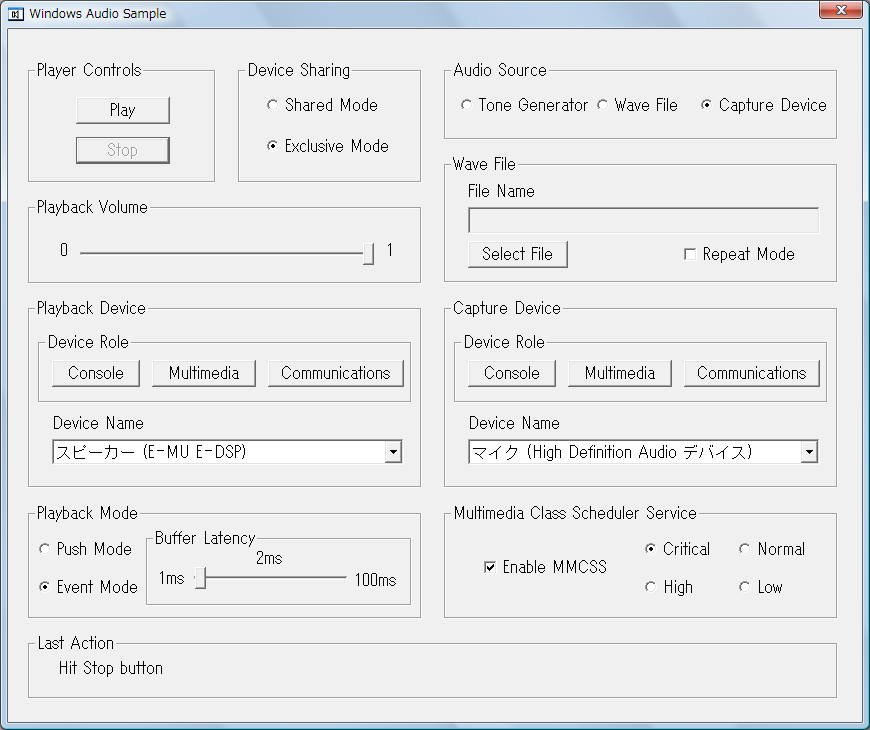 Windows Audio Sample
Player Controls
Play
Stop
Device Sharing
Shared Mode
Exclusive Mode
Audio Source
Tone Generator Wave File Capture Device
Playback Volume
0 1
Wave File
File Name
Select File Repeat Mode
Playback Device
Device Role
Console Multimedia Communications
Device Name
スピーカー (E-MU E-DSP)
Capture Device
Device Role
Console Multimedia Communications
Device Name
マイク (High Definition Audio デバイス)
Playback Mode
Push Mode
Event Mode
Buffer Latency
2ms
1ms 100ms
Multimedia Class Scheduler Service
Enable MMCSS
Critical Normal
High Low
Last Action
Hit Stop button